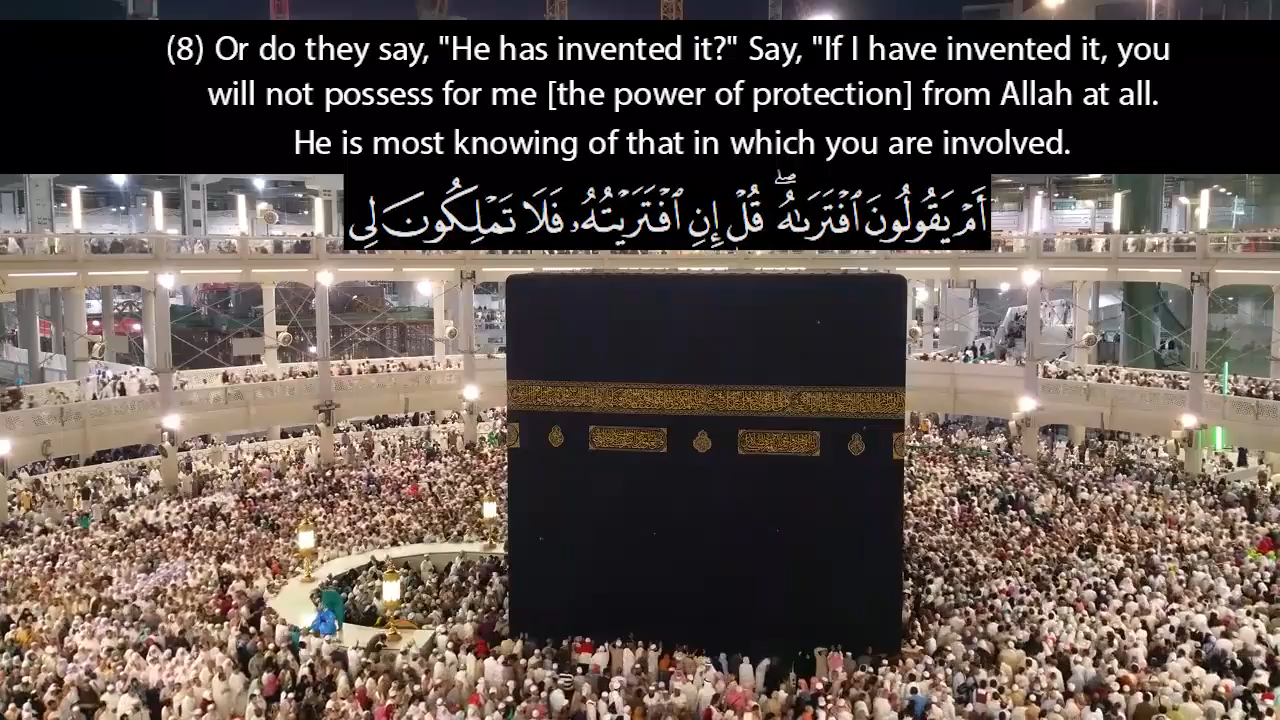 (8) Or do they say, "He has invented it?" Say, "If I have invented it, you
will not possess for me [the power of protection] from Allah at all.
He is most knowing of that in which you are involved.
أَمْ يَقُولُونَ ٱفْتَرَىٰهُ ۖ قُلْ إِنِ ٱفْتَرَيْتُهُۥ فَلَا تَمْلِكُونَ لِى